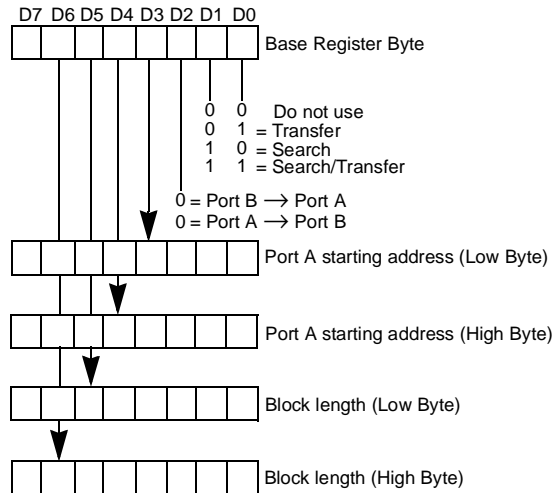 D7 D6 D5 D4 D3 D2 D1 D0
Base Register Byte
0 0 Do not use
0 1 = Transfer
1 0 = Search
1 1 = Search/Transfer
0 = Port B → Port A
0 = Port A → Port B
Port A starting address (Low Byte)
Port A starting address (High Byte)
Block length (Low Byte)
Block length (High Byte)